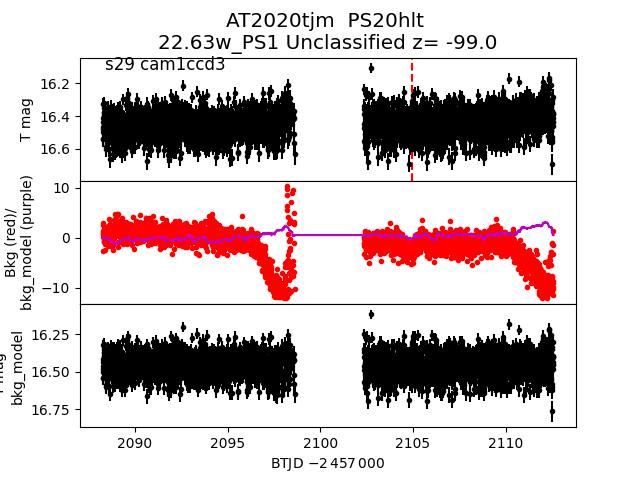 AT2020tjm  PS20hlt
22.63w_PS1 Unclassified z= -99.0
s29 cam1ccd3
16.2
16.4
16.6
T mag
10
0
−10
Bkg (red)/
bkg_model (purple)
16.25
16.50
16.75
bkg_model
2090
2095
2100
2105
2110
BTJD −2 457 000